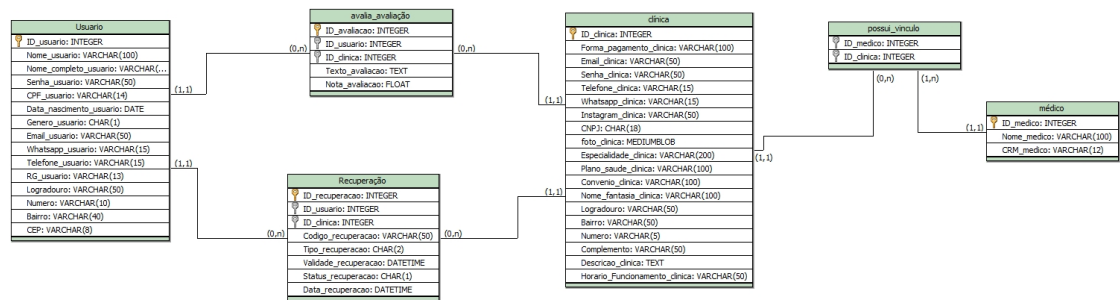 Usuario
ID_usuario: INTEGER
Nome_usuario: VARCHAR(100)
Nome_completo_usuario: VARCHAR(...
Senha_usuario: VARCHAR(50)
CPF_usuario: VARCHAR(14)
Data_nascimento_usuario: DATE
Genero_usuario: CHAR(1)
Email_usuario: VARCHAR(50)
Whatsapp_usuario: VARCHAR(15)
Telefone_usuario: VARCHAR(15)
RG_usuario: VARCHAR(13)
Logradouro: VARCHAR(50)
Numero: VARCHAR(10)
Bairro: VARCHAR(40)
CEP: VARCHAR(8)
(1,1)
(1,1)
(0,n)
(0,n)
avalia_avaliação
ID_avaliacao: INTEGER
ID_usuario: INTEGER
ID_clinica: INTEGER
Texto_avaliacao: TEXT
Nota_avaliacao: FLOAT
(0,n)
(1,1)
Recuperação
ID_recuperacao: INTEGER
ID_usuario: INTEGER
ID_clinica: INTEGER
Codigo_recuperacao: VARCHAR(50)
Tipo_recuperacao: CHAR(2)
Validade_recuperacao: DATETIME
Status_recuperacao: CHAR(1)
Data_recuperacao: DATETIME
(0,n)
(1,1)
clínica
ID_clinica: INTEGER
Forma_pagamento_clinica: VARCHAR(100)
Email_clinica: VARCHAR(50)
Senha_clinica: VARCHAR(50)
Telefone_clinica: VARCHAR(15)
Whatsapp_clinica: VARCHAR(15)
Instagram_clinica: VARCHAR(50)
CNPJ: CHAR(18)
foto_clinica: MEDIUMBLOB
Especialidade_clinica: VARCHAR(200)
Plano_saude_clinica: VARCHAR(100)
Convenio_clinica: VARCHAR(100)
Nome_fantasia_clinica: VARCHAR(100)
Logradouro: VARCHAR(50)
Bairro: VARCHAR(50)
Numero: VARCHAR(5)
Complemento: VARCHAR(50)
Descricao_clinica: TEXT
Horario_Funcionamento_clinica: VARCHAR(50)
(1,1)
possui_vinculo
ID_medico: INTEGER
ID_clinica: INTEGER
(0,n)
(1,n)
(1,1)
médico
ID_medico: INTEGER
Nome_medico: VARCHAR(100)
CRM_medico: VARCHAR(12)